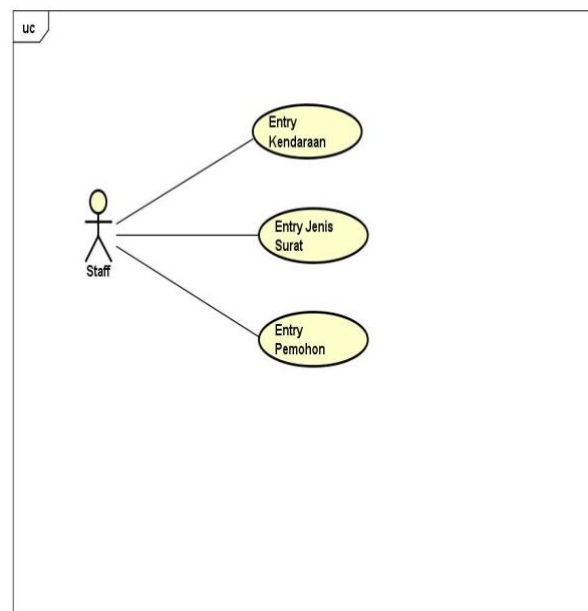 uc
Entry
Kendaraan
Entry Jenis
Surat
Staff
Entry
Pemohon